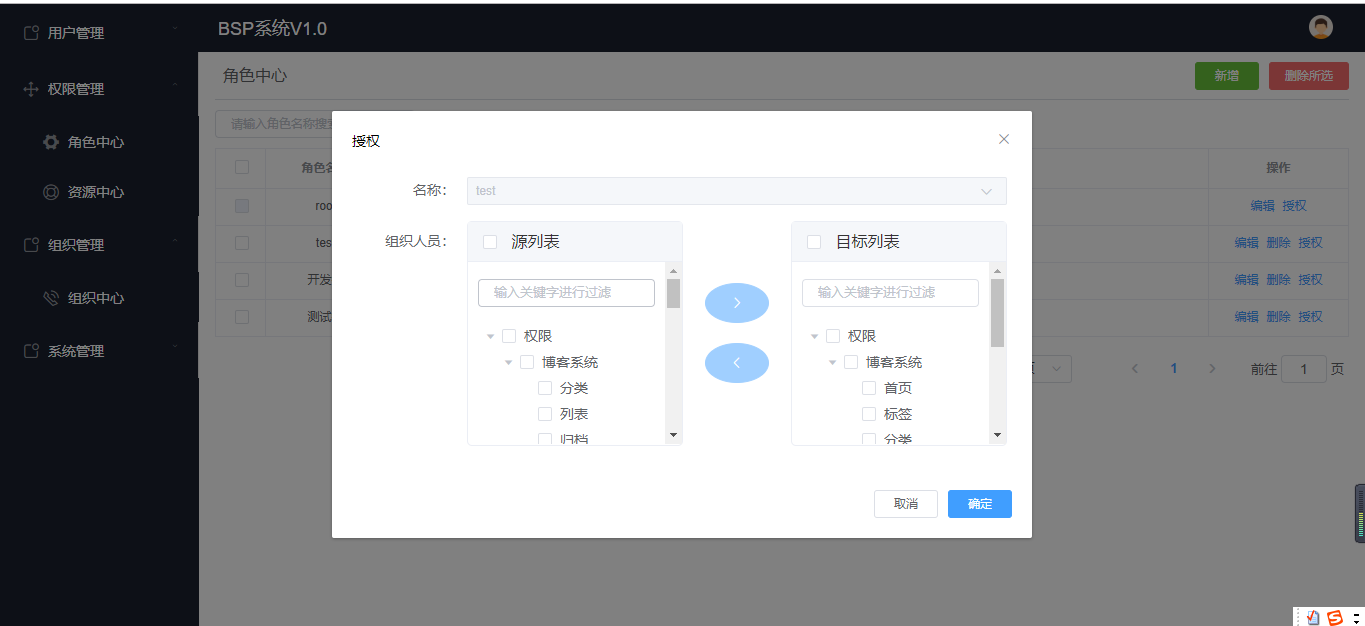 用户管理
BSP系统V1.0
角色中心
新增
删除所选
权限管理
角色中心
资源中心
组织管理
组织中心
系统管理
请输入角色名称搜索
操作
roo
编辑 授权
tes
编辑 删除 授权
开发
编辑 删除 授权
测试
编辑 删除 授权
1
前往 1 页
授权
名称：
test
组织人员：
源列表
输入关键字进行过滤
权限
博客系统
分类
列表
归档
目标列表
输入关键字进行过滤
权限
博客系统
首页
标签
分类
取消
确定